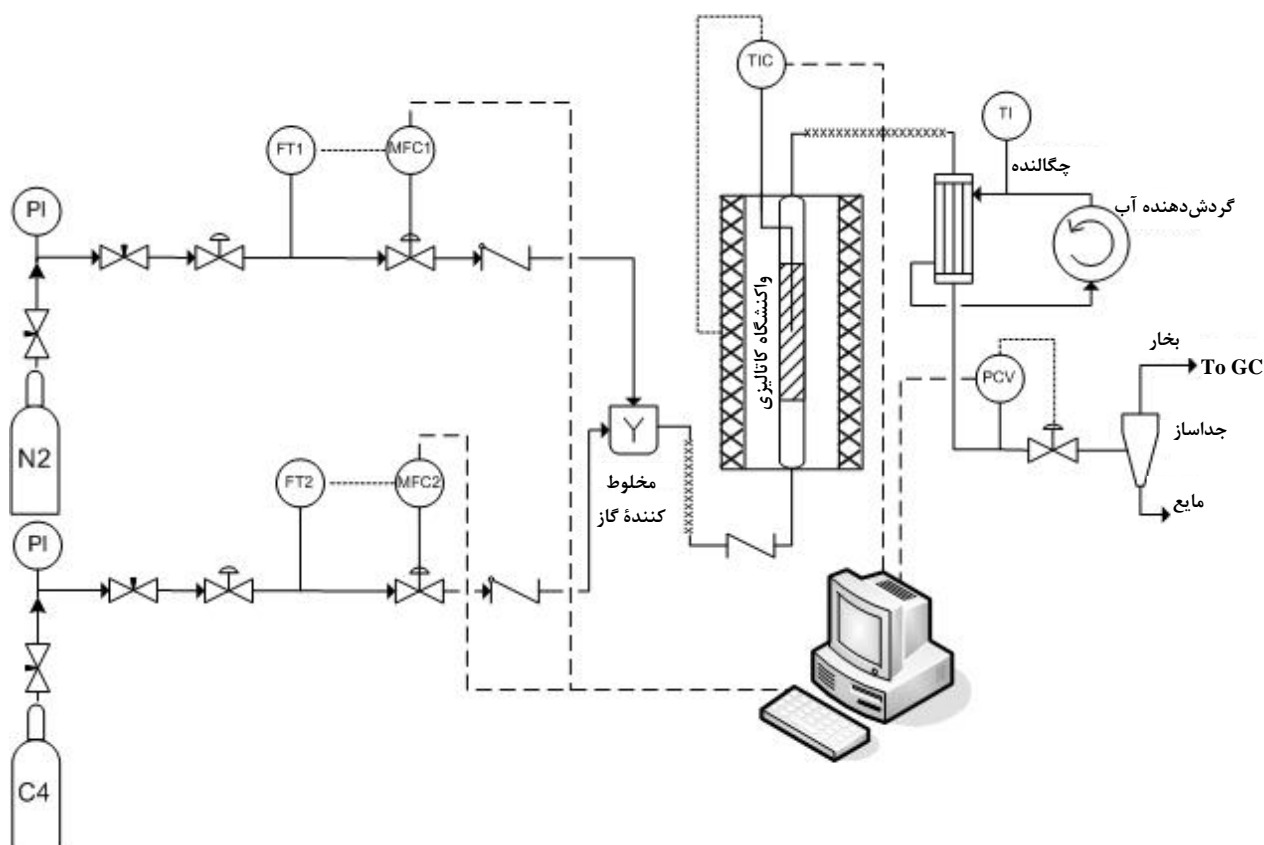 TIC
TI
چگالنده
گردش‌دهنده آب
FT1
MFC1
PI
N2
واکنشگاه کاتالیزی
بخار
To GC
PCV
جداساز
مایع
Y
مخلوط
کنندهٔ گاز
FT2
MFC2
PI
C4